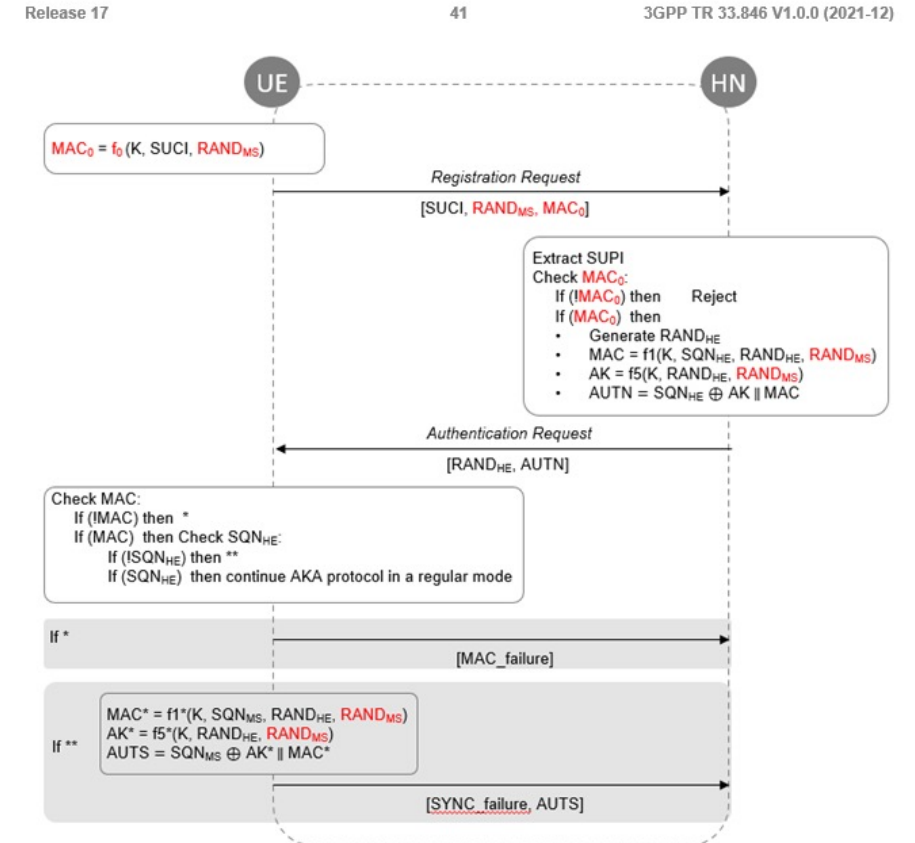 Release 17 41 3GPP TR 33.846 V1.0.0 (2021-12)
UE HN
MAC₀ = f₀ (K, SUCI, RANDMS)
Registration Request
[SUCI, RANDMS, MAC₀]
Extract SUPI
Check MAC₀:
If (!MAC₀) then Reject
If (MAC₀) then
• Generate RANDHE
• MAC = f1(K, SQNHE, RANDHE, RANDMS)
• AK = f5(K, RANDHE, RANDMS)
• AUTN = SQNHE ⊕ AK ‖ MAC
Authentication Request
[RANDHE, AUTN]
Check MAC:
If (!MAC) then *
If (MAC) then Check SQNHE:
If (!SQNHE) then **
If (SQNHE) then continue AKA protocol in a regular mode
If *
[MAC_failure]
If **
MAC* = f1*(K, SQNMS, RANDHE, RANDMS)
AK* = f5*(K, RANDHE, RANDMS)
AUTS = SQNMS ⊕ AK* ‖ MAC*
[SYNC_failure, AUTS]